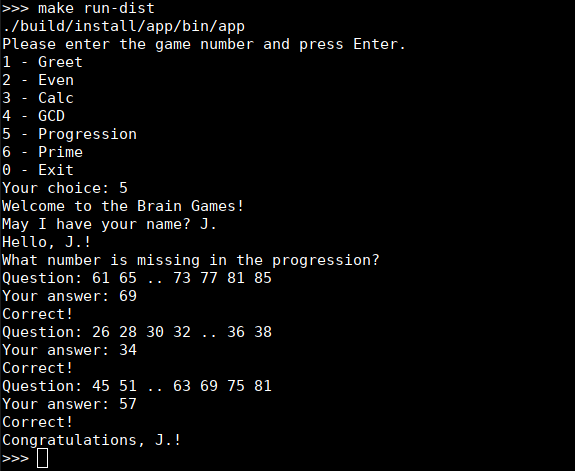 >>> make run-dist
./build/install/app/bin/app
Please enter the game number and press Enter.
1 - Greet
2 - Even
3 - Calc
4 - GCD
5 - Progression
6 - Prime
0 - Exit
Your choice: 5
Welcome to the Brain Games!
May I have your name? J.
Hello, J.!
What number is missing in the progression?
Question: 61 65 .. 73 77 81 85
Your answer: 69
Correct!
Question: 26 28 30 32 .. 36 38
Your answer: 34
Correct!
Question: 45 51 .. 63 69 75 81
Your answer: 57
Correct!
Congratulations, J.!
>>>